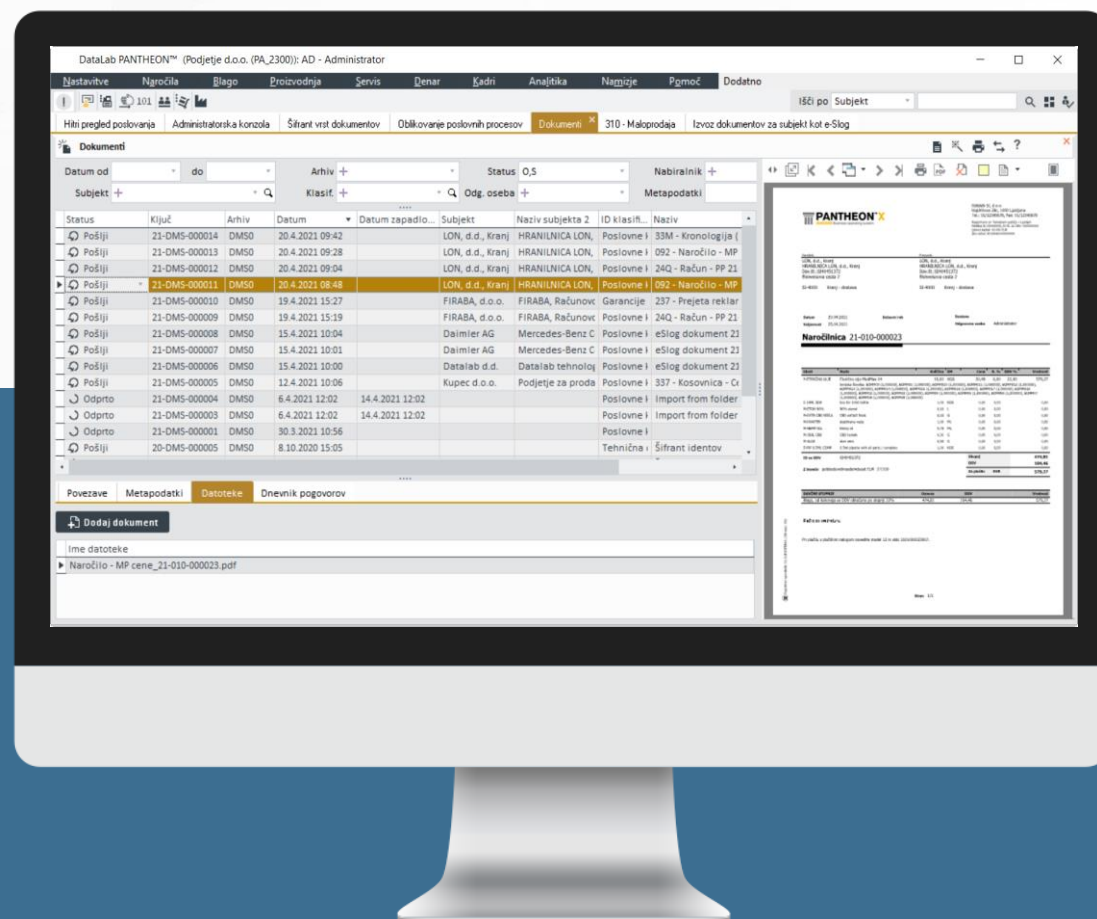 DataLab PANTHEON™ (Podjetje d.o.o. (PA_2300)): AD - Administrator
Nastavitve Naročila Blago Proizvodnja Servis Denar Kadri Analitika Namizje Pomoč Dodatno
101 Išči po Subjekt
Hitri pregled poslovanja Administratorska konzola Šifrant vrst dokumentov Oblikovanje poslovnih procesov Dokumenti 310 - Maloprodaja Izvoz dokumentov za subjekt kot e-Slog
Dokumenti
Datum od do Arhiv Status O,S Nabiralnik
Subjekt Klasif. Odg. oseba Metapodatki
Status Ključ Arhiv Datum Datum zapadlo... Subjekt Naziv subjekta 2 ID klasifi... Naziv
Pošlji 21-DMS-000014 DMS0 20.4.2021 09:42 LON, d.d., Kranj HRANILNICA LON, Poslovne 33M - Kronologija (
Pošlji 21-DMS-000013 DMS0 20.4.2021 09:28 LON, d.d., Kranj HRANILNICA LON, Poslovne 092 - Naročilo - MP
Pošlji 21-DMS-000012 DMS0 20.4.2021 09:04 LON, d.d., Kranj HRANILNICA LON, Poslovne 24Q - Račun - PP 21
Pošlji 21-DMS-000011 DMS0 20.4.2021 08:48 LON, d.d., Kranj HRANILNICA LON, Poslovne 092 - Naročilo - MP
Pošlji 21-DMS-000010 DMS0 19.4.2021 15:27 FIRABA, d.o.o. FIRABA, Računovo Garancije 237 - Prejeta reklar
Pošlji 21-DMS-000009 DMS0 19.4.2021 15:19 FIRABA, d.o.o. FIRABA, Računovo Poslovne 24Q - Račun - PP 21
Pošlji 21-DMS-000008 DMS0 15.4.2021 10:04 Daimler AG Mercedes-Benz C Poslovne eSlog dokument 21
Pošlji 21-DMS-000007 DMS0 15.4.2021 10:01 Daimler AG Mercedes-Benz C Poslovne eSlog dokument 21
Pošlji 21-DMS-000006 DMS0 15.4.2021 10:00 Datalab d.d. Datalab tehnolog Poslovne eSlog dokument 21
Pošlji 21-DMS-000005 DMS0 12.4.2021 10:06 Kupec d.o.o. Podjetje za proda Poslovne 337 - Kosovnica - Ce
Odprto 21-DMS-000004 DMS0 6.4.2021 12:02 14.4.2021 12:02 Poslovne Import from folder
Odprto 21-DMS-000003 DMS0 6.4.2021 12:02 14.4.2021 12:02 Poslovne Import from folder
Odprto 21-DMS-000001 DMS0 30.3.2021 10:56 Poslovne
Pošlji 20-DMS-000005 DMS0 8.10.2020 15:05 Tehnična Šifrant identov
Povezave Metapodatki Datoteke Dnevnik pogovorov
Dodaj dokument
Ime datoteke
Naročilo - MP cene_21-010-000023.pdf
PANTHEON X
LON, d.d., Kranj
HRANILNICA LON, d.d., Kranj
LON, d.d., Kranj
HRANILNICA LON, d.d., Kranj
Naročilnica 21-010-000023